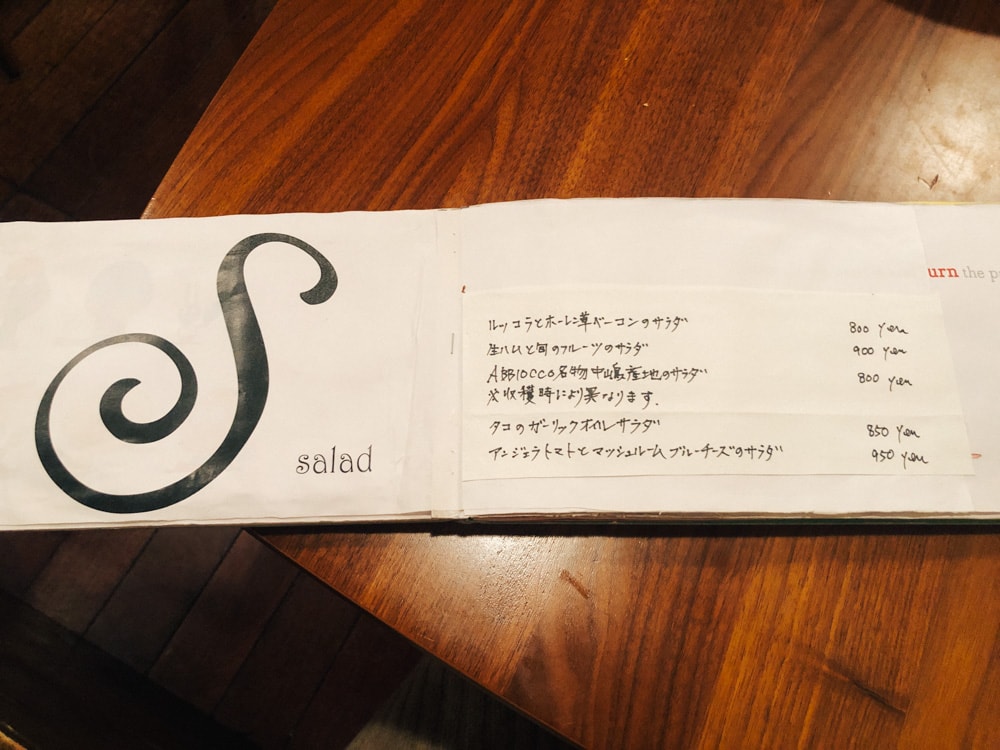 salad
ルッコラとホーレン草ベーコンのサラダ 800 yen
生ハムと旬のフルーツのサラダ 900 yen
ABBIOCCO名物中嶋産地のサラダ 800 yen
※収穫時により異なります.
タコのガーリックオイルサラダ 850 yen
アンジェラトマトとマッシュルームブルーチーズのサラダ 950 yen
urn the p